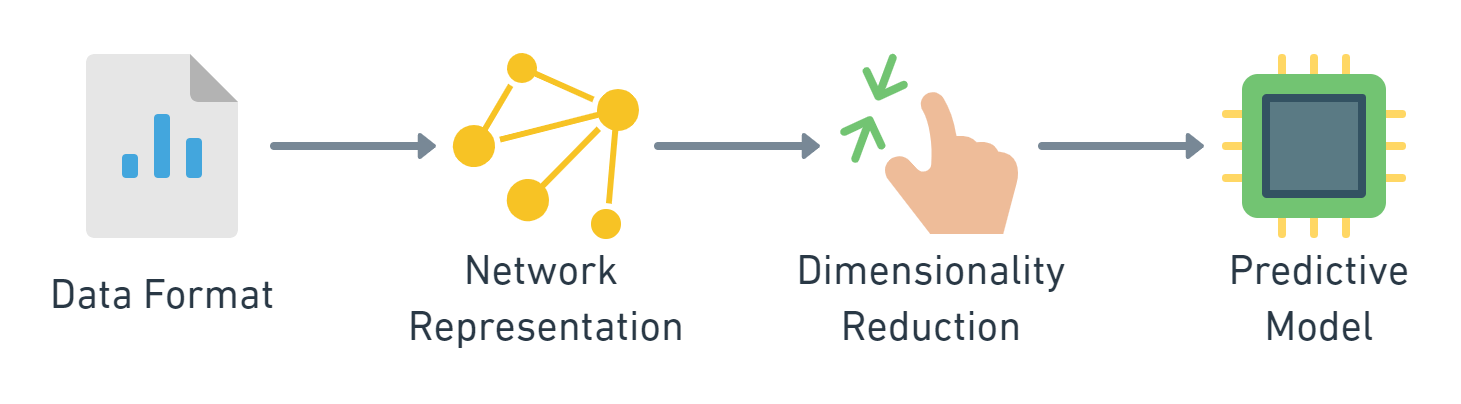 Data Format
Network
Representation
Dimensionality
Reduction
Predictive
Model